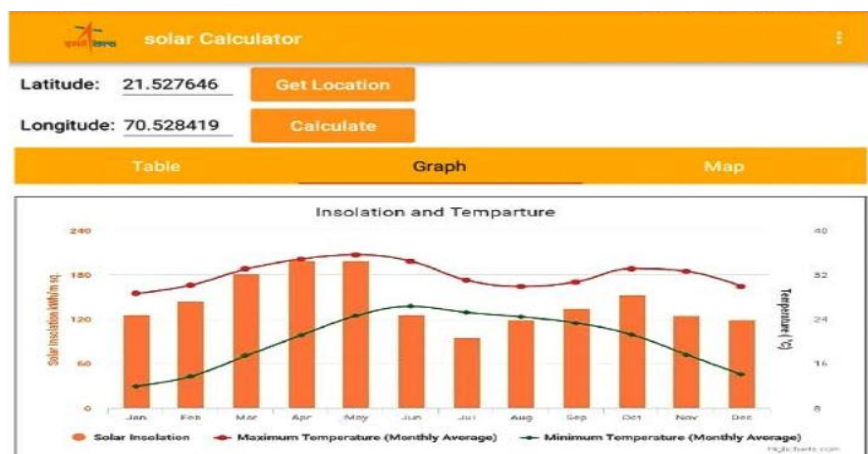 solar Calculator
Latitude: 21.527646 Get Location
Longitude: 70.528419 Calculate
Table Graph Map
Insolation and Temparture
240 40
180 32
120 24
60 16
0 8
Solar Insolation kWh/m sq.
Temperature (°C)
Jan Feb Mar Apr May Jun Jul Aug Sep Oct Nov Dec
Solar Insolation Maximum Temperature (Monthly Average) Minimum Temperature (Monthly Average)
Highcharts.com